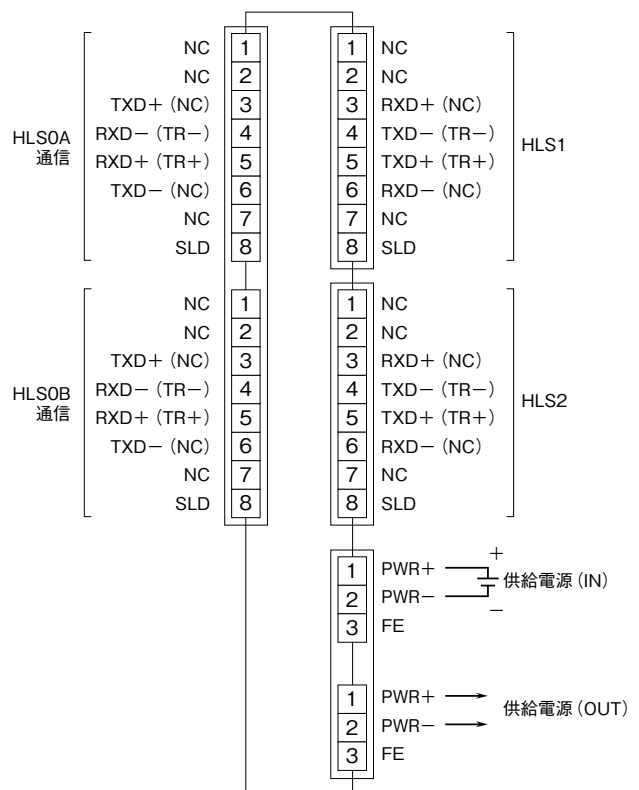 HLS0A
通信
NC 1
NC 2
TXD＋（NC） 3
RXD－（TR－） 4
RXD＋（TR＋） 5
TXD－（NC） 6
NC 7
SLD 8
1 NC
2 NC
3 RXD＋（NC）
4 TXD－（TR－）
5 TXD＋（TR＋）
6 RXD－（NC）
7 NC
8 SLD
HLS1
HLS0B
通信
NC 1
NC 2
TXD＋（NC） 3
RXD－（TR－） 4
RXD＋（TR＋） 5
TXD－（NC） 6
NC 7
SLD 8
1 NC
2 NC
3 RXD＋（NC）
4 TXD－（TR－）
5 TXD＋（TR＋）
6 RXD－（NC）
7 NC
8 SLD
HLS2
1 PWR＋
2 PWR－
3 FE
＋
供給電源（IN）
－
1 PWR＋
2 PWR－
3 FE
供給電源（OUT）